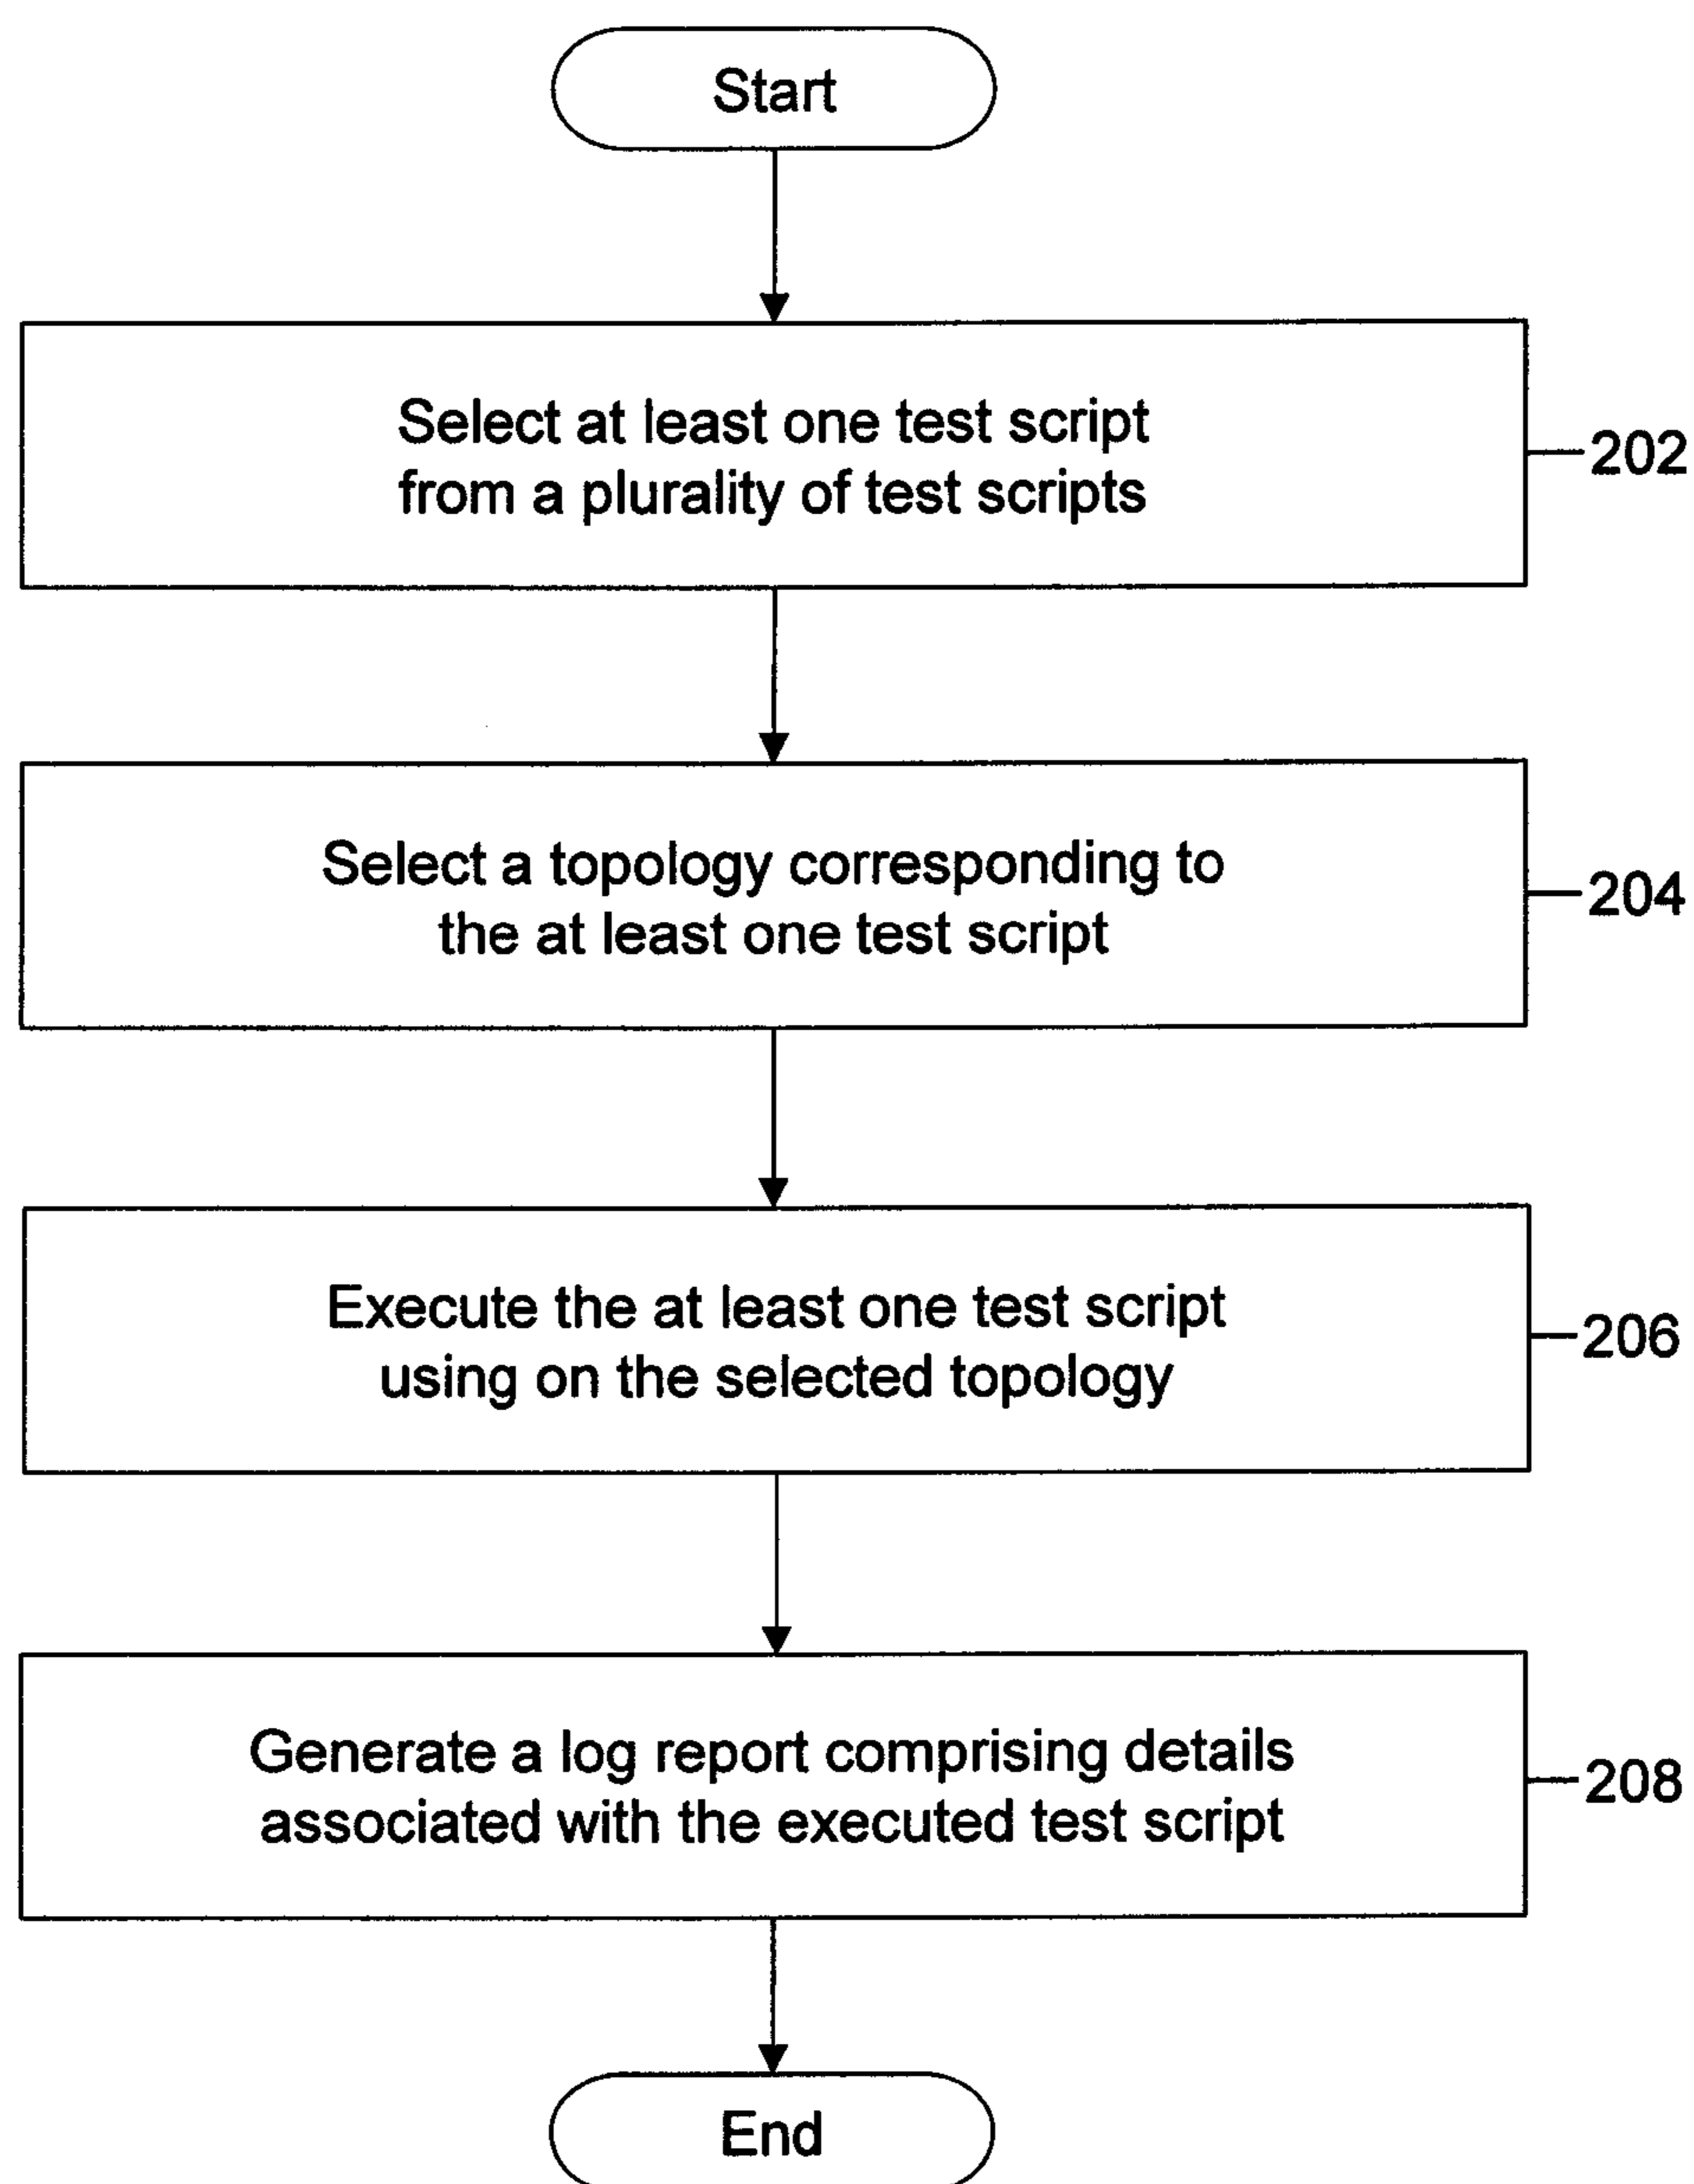 Start
Select at least one test script
from a plurality of test scripts
202
Select a topology corresponding to
the at least one test script
204
Execute the at least one test script
using on the selected topology
206
Generate a log report comprising details
associated with the executed test script
208
End